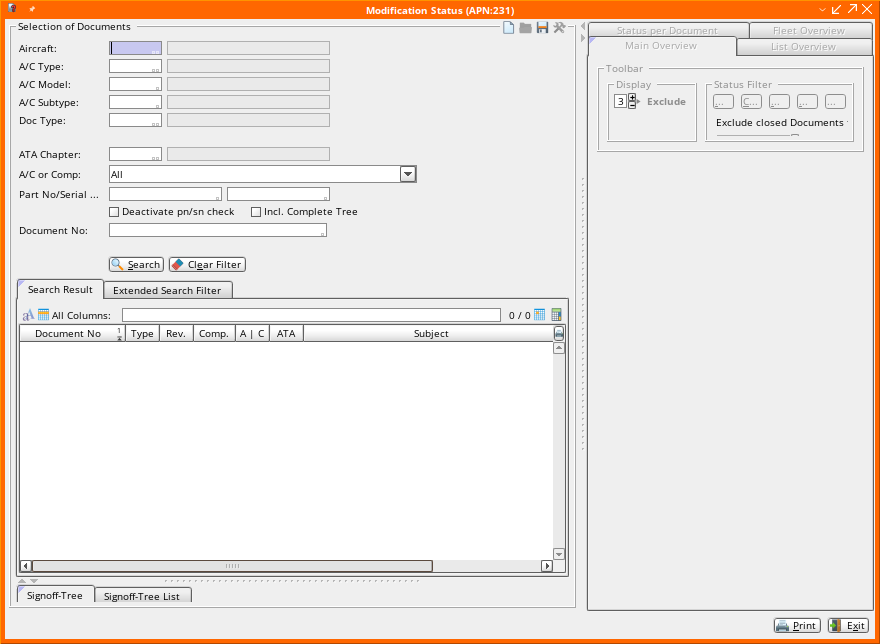 Modification Status (APN:231)
Selection of Documents
Aircraft:
A/C Type:
A/C Model:
A/C Subtype:
Doc Type:
ATA Chapter:
A/C or Comp: All
Part No/Serial ...
Deactivate pn/sn check Incl. Complete Tree
Document No:
Search Clear Filter
Search Result Extended Search Filter
All Columns: 0 / 0
Document No 1 Type Rev. Comp. A | C ATA Subject
Signoff-Tree Signoff-Tree List
Status per Document Fleet Overview
Main Overview List Overview
Toolbar
Display Status Filter
3 Exclude ... C... ... ... ...
Exclude closed Documents
Print Exit